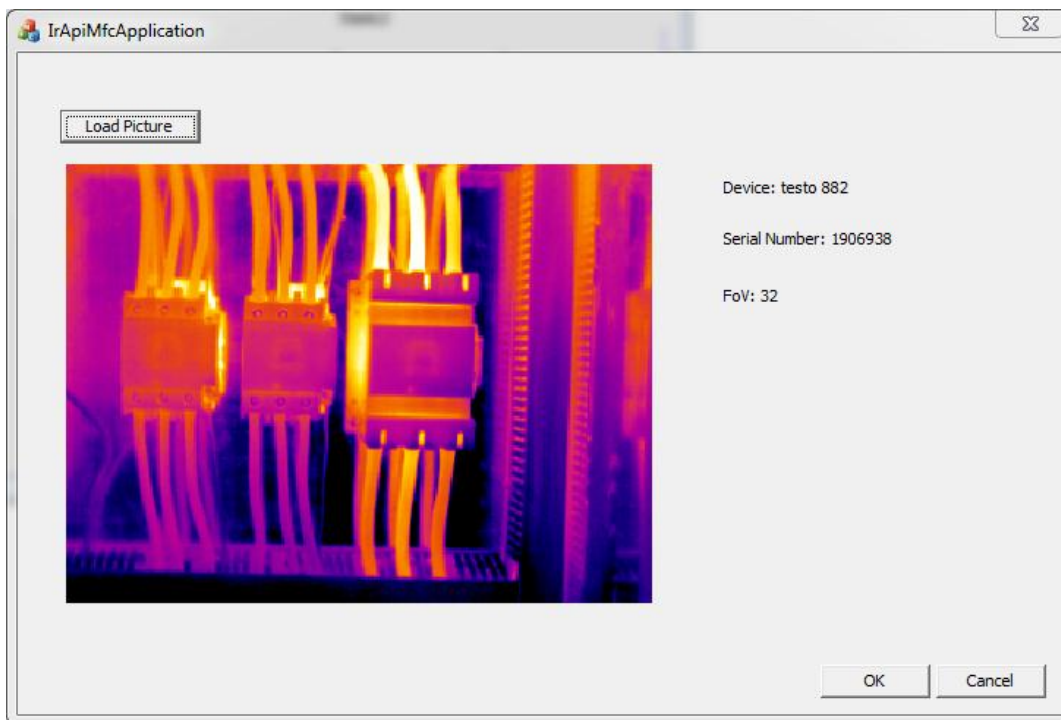 IrApiMfcApplication
Load Picture
Device: testo 882
Serial Number: 1906938
FoV: 32
OK
Cancel